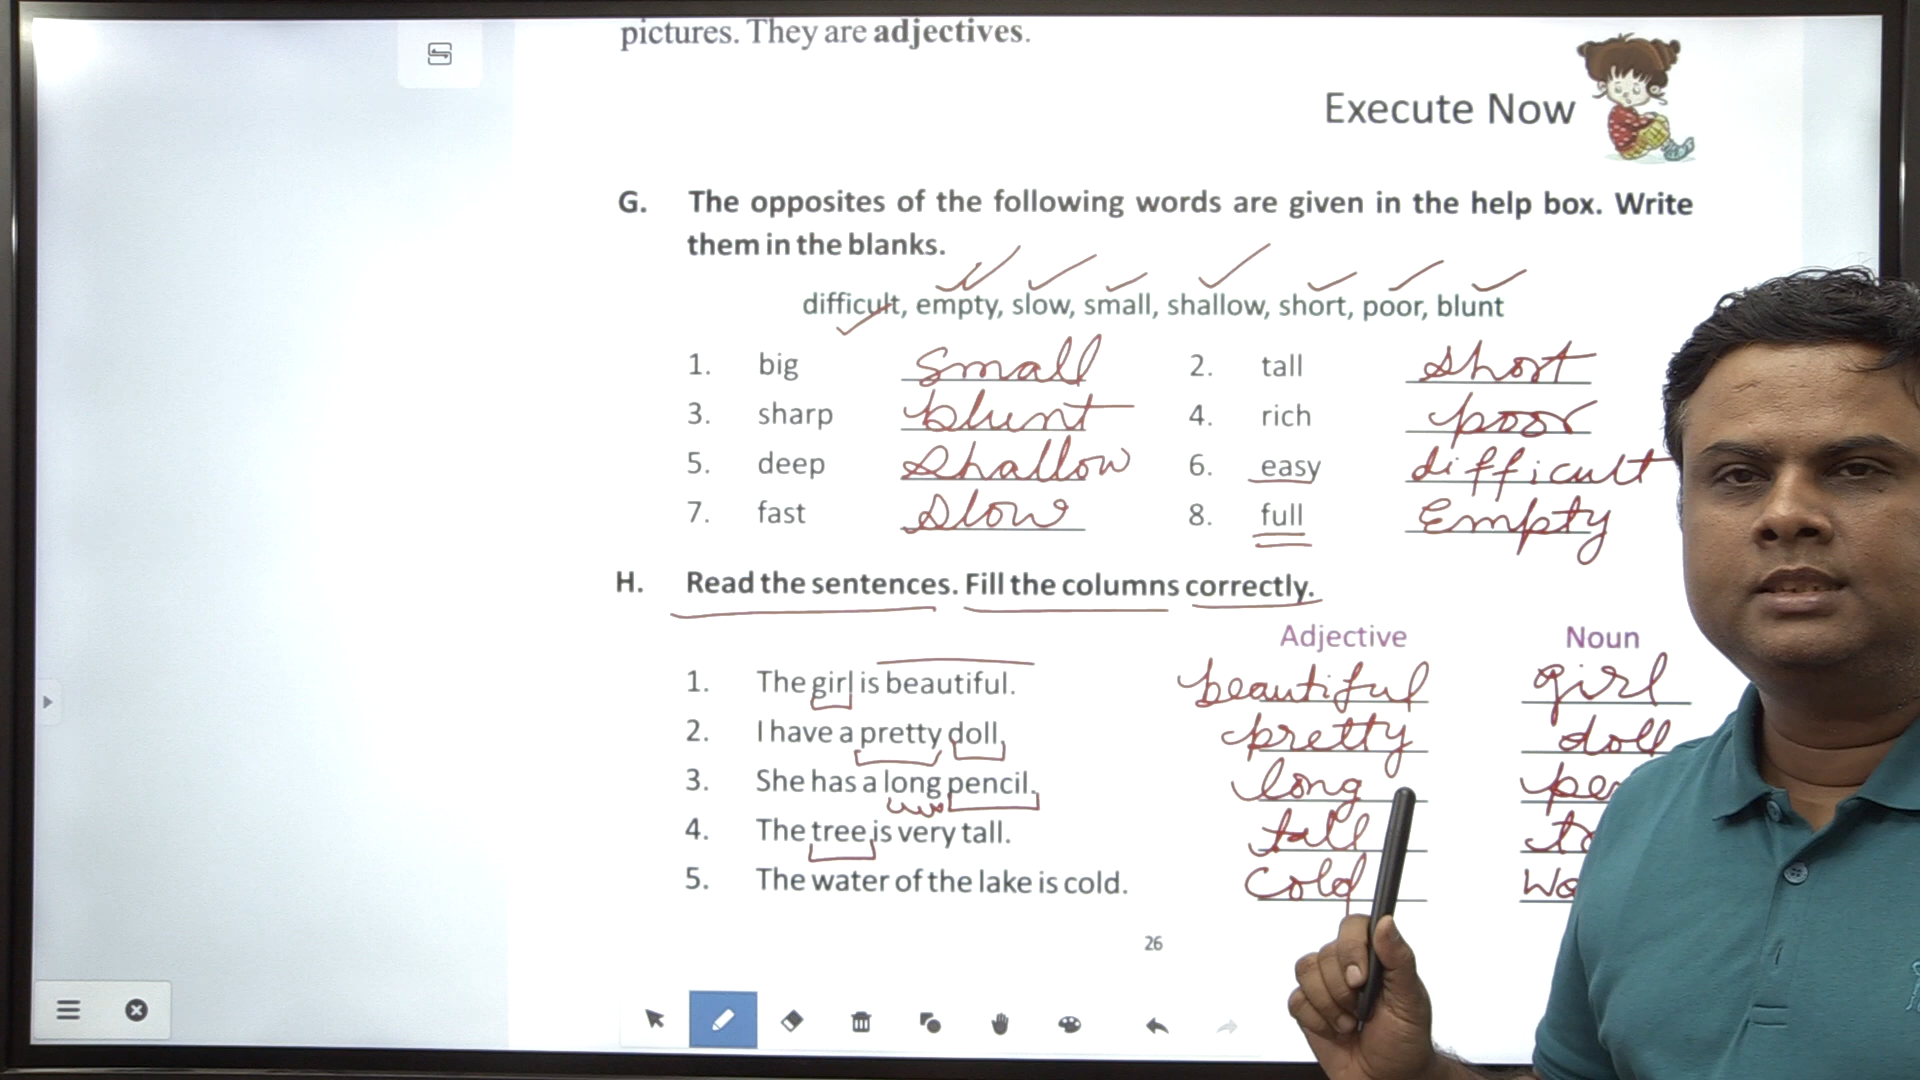 pictures. They are adjectives.
Execute Now
G. The opposites of the following words are given in the help box. Write
them in the blanks.
difficult, empty, slow, small, shallow, short, poor, blunt
1. big Small 2. tall short
3. sharp blunt 4. rich poor
5. deep Shallow 6. easy difficult
7. fast Slow 8. full Empty
H. Read the sentences. Fill the columns correctly.
Adjective Noun
1. The girl is beautiful. beautiful girl
2. I have a pretty doll. pretty doll
3. She has a long pencil. long pe
4. The tree is very tall. tall
5. The water of the lake is cold. Cold Wa
26